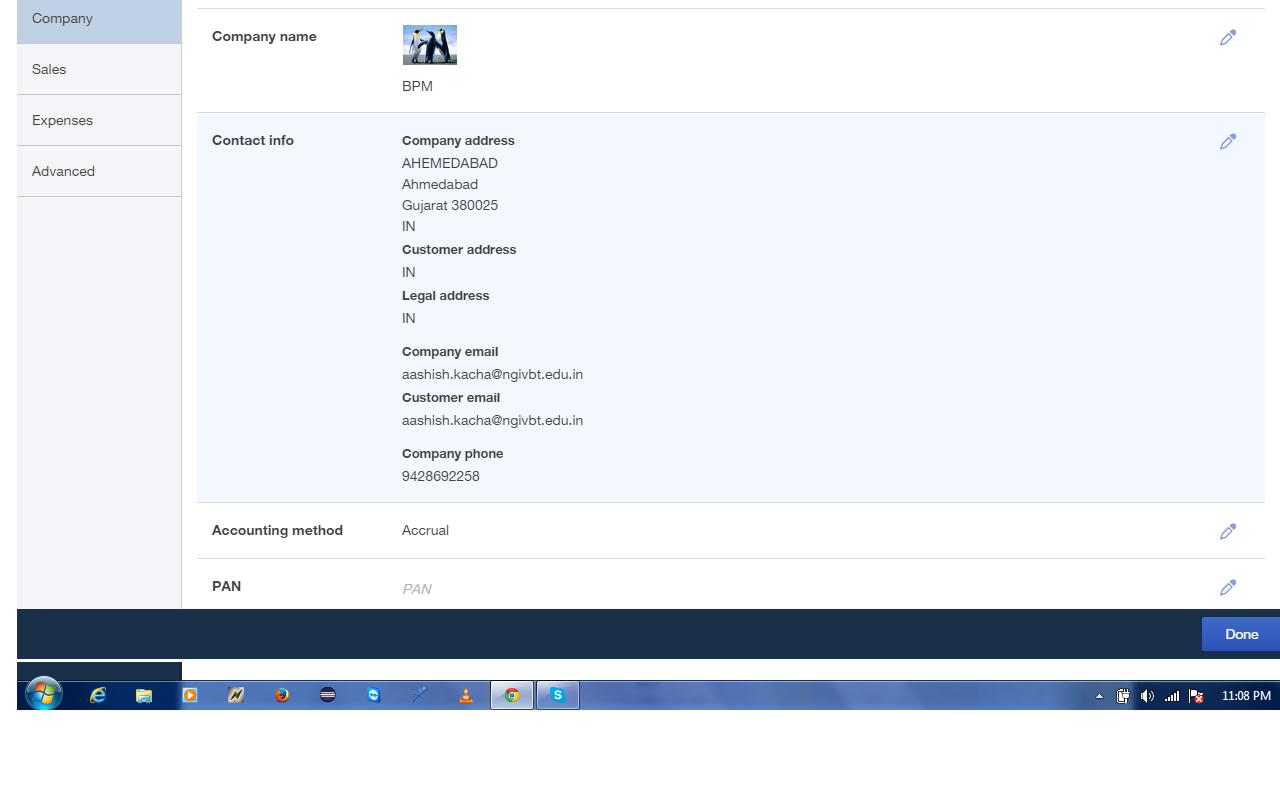 Company
Sales
Expenses
Advanced
Company name
BPM
Contact info
Company address
AHEMEDABAD
Ahmedabad
Gujarat 380025
IN
Customer address
IN
Legal address
IN
Company email
aashish.kacha@ngivbt.edu.in
Customer email
aashish.kacha@ngivbt.edu.in
Company phone
9428692258
Accounting method
Accrual
PAN
PAN
Done
11:08 PM